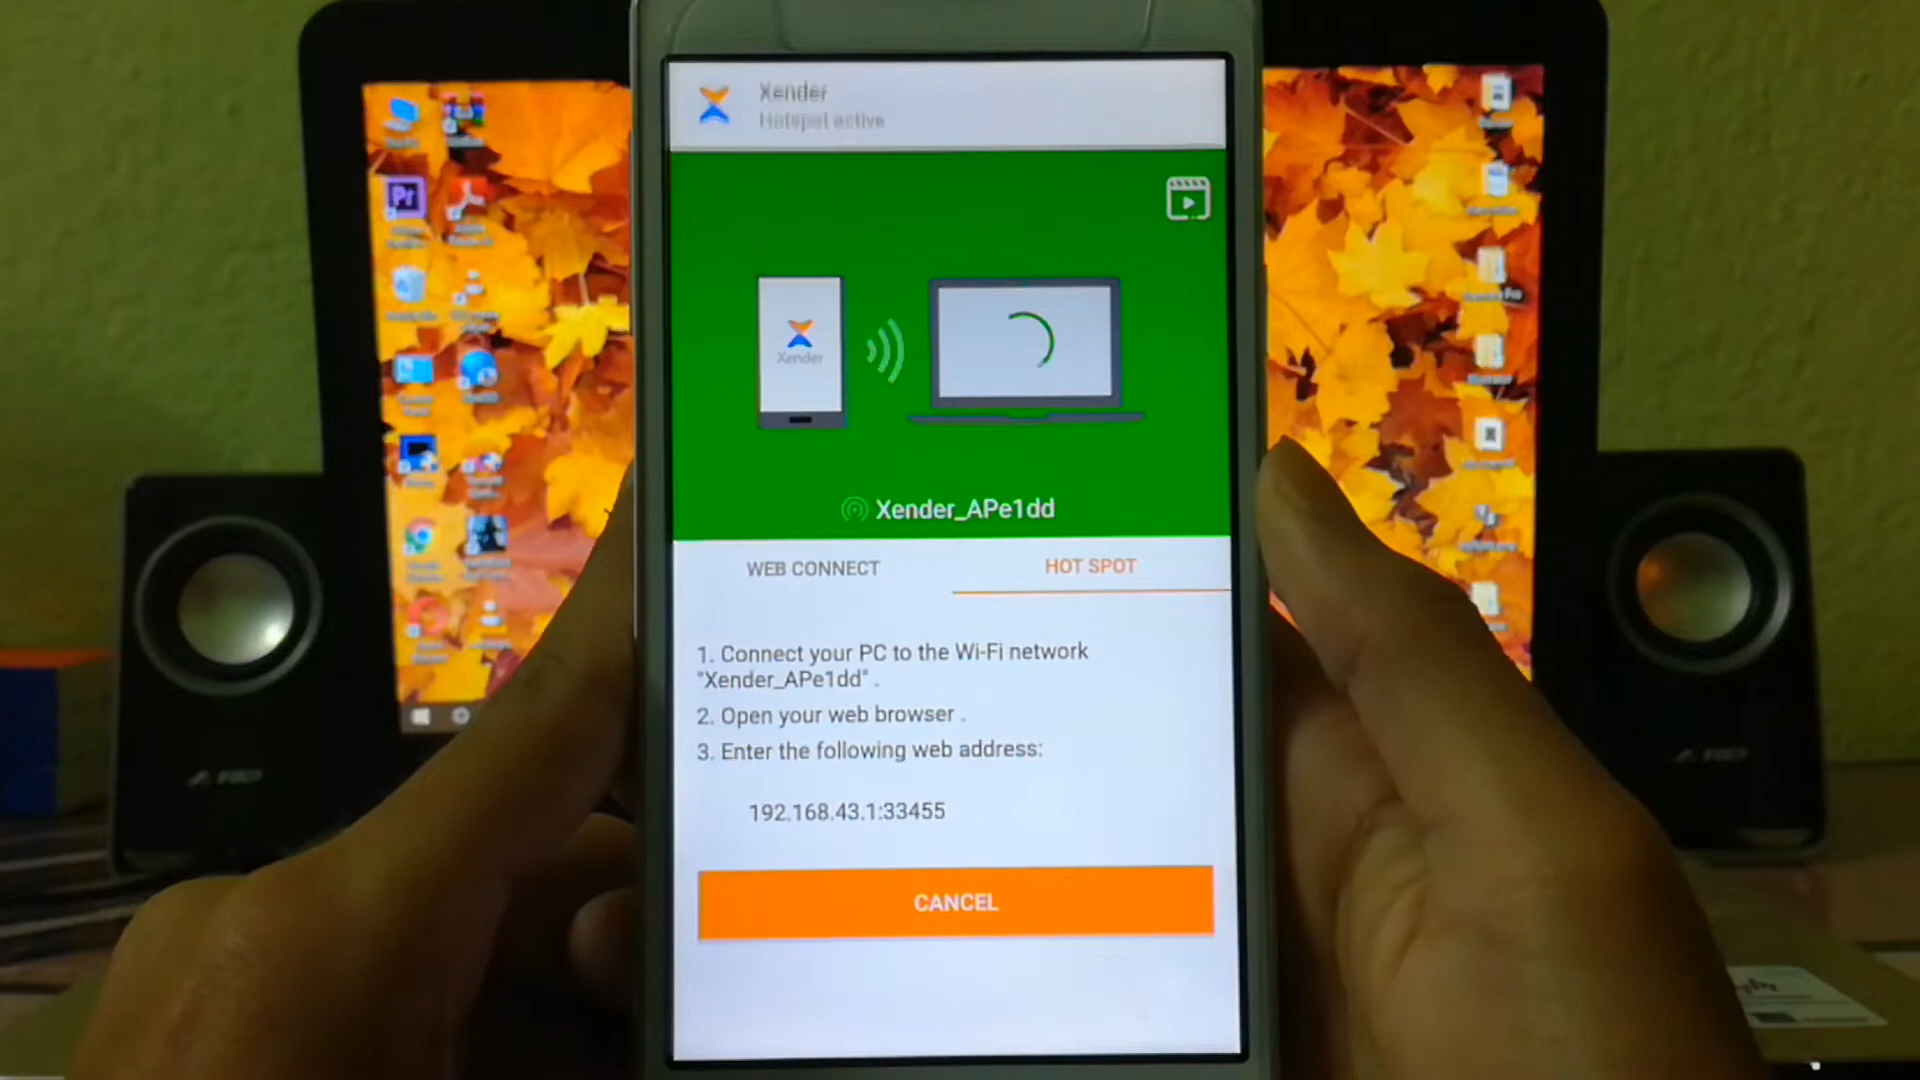 Xender
Hotspot active
Xender
Xender_APe1dd
WEB CONNECT
HOT SPOT
1. Connect your PC to the Wi-Fi network
"Xender_APe1dd" .
2. Open your web browser .
3. Enter the following web address:
192.168.43.1:33455
CANCEL
Pr
F&D
F&D